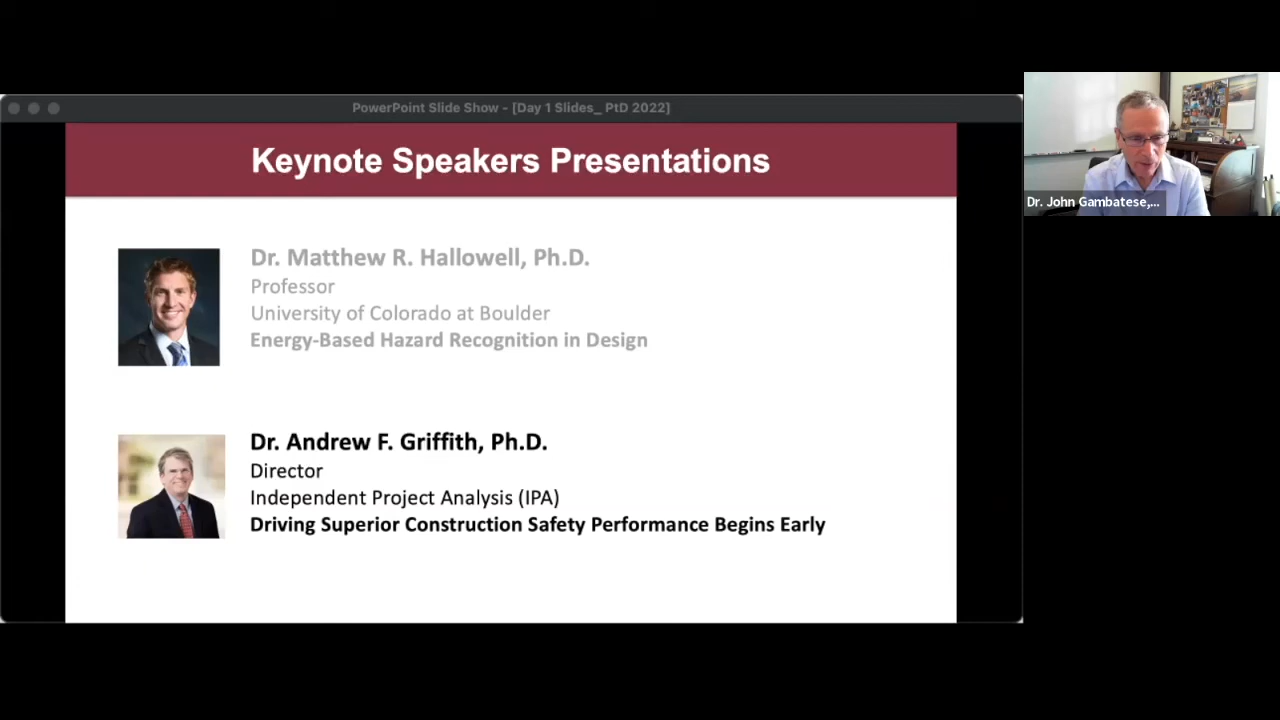 PowerPoint Slide Show - [Day 1 Slides_ PtD 2022]
Keynote Speakers Presentations
Dr. Matthew R. Hallowell, Ph.D.
Professor
University of Colorado at Boulder
Energy-Based Hazard Recognition in Design
Dr. Andrew F. Griffith, Ph.D.
Director
Independent Project Analysis (IPA)
Driving Superior Construction Safety Performance Begins Early
Dr. John Gambatese,...